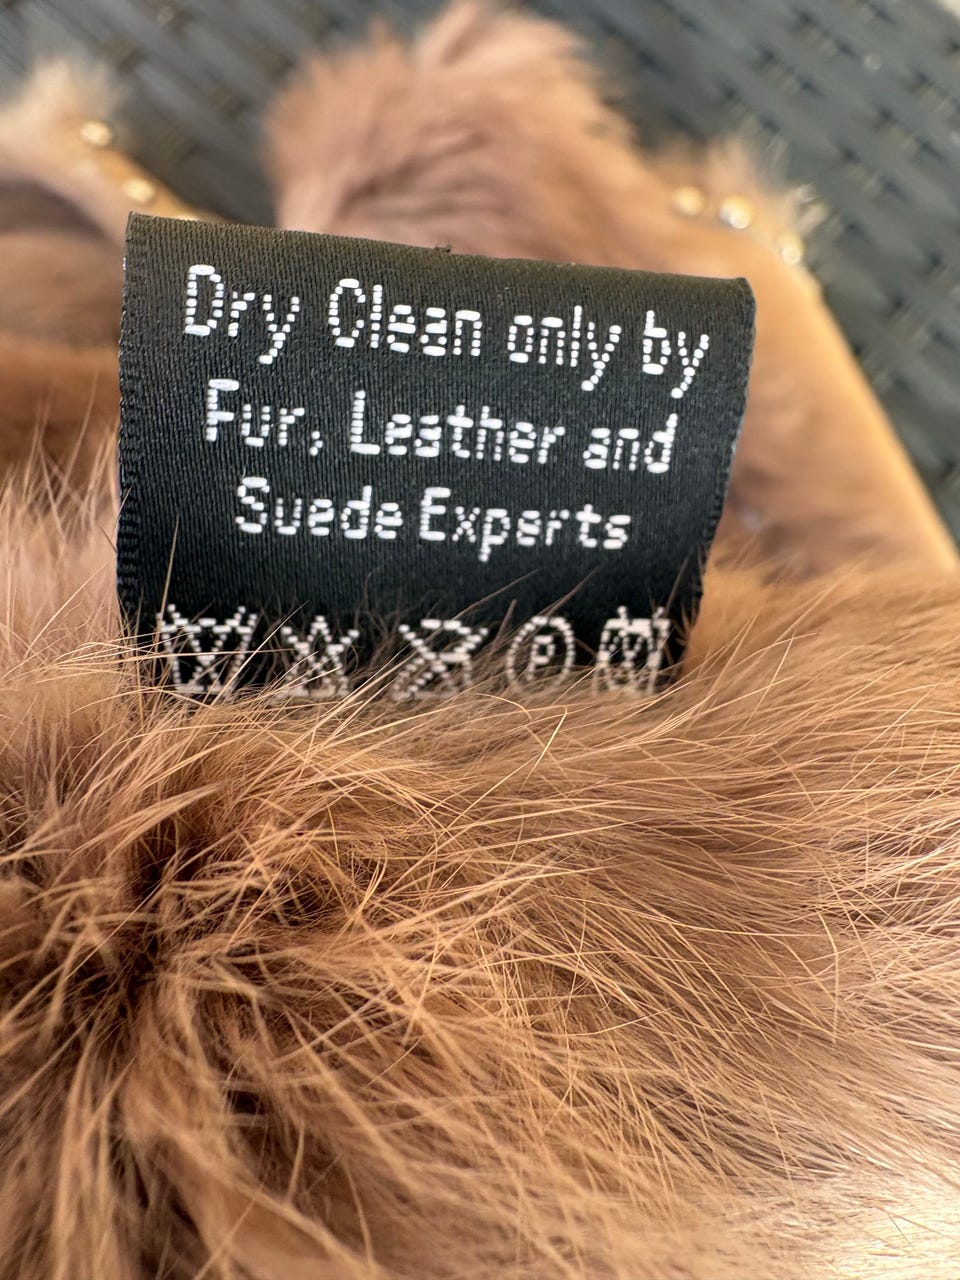 Dry Clean only by
Fur, Leather and
Suede Experts
P